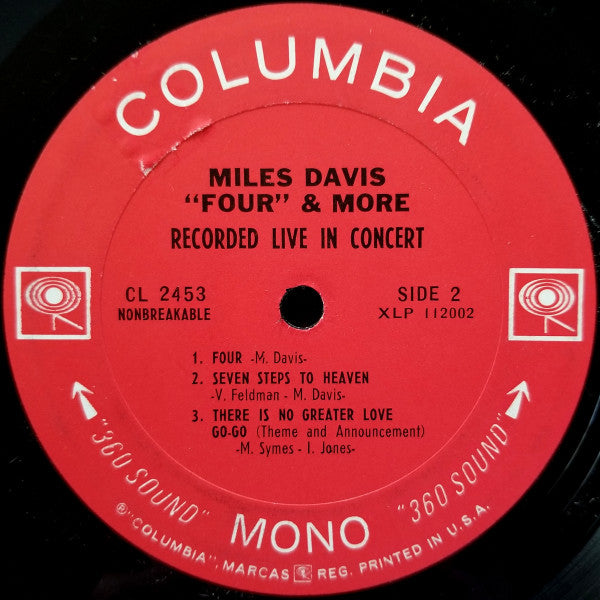 COLUMBIA
MILES DAVIS
"FOUR" & MORE
RECORDED LIVE IN CONCERT
CL 2453
NONBREAKABLE
SIDE 2
XLP 112002
1. FOUR -M. Davis-
2. SEVEN STEPS TO HEAVEN
-V. Feldman - M. Davis-
3. THERE IS NO GREATER LOVE
GO-GO (Theme and Announcement)
-M. Symes - I. Jones-
"360 SOUND"
MONO
"360 SOUND"
®"COLUMBIA", MARCAS REG. PRINTED IN U.S.A.